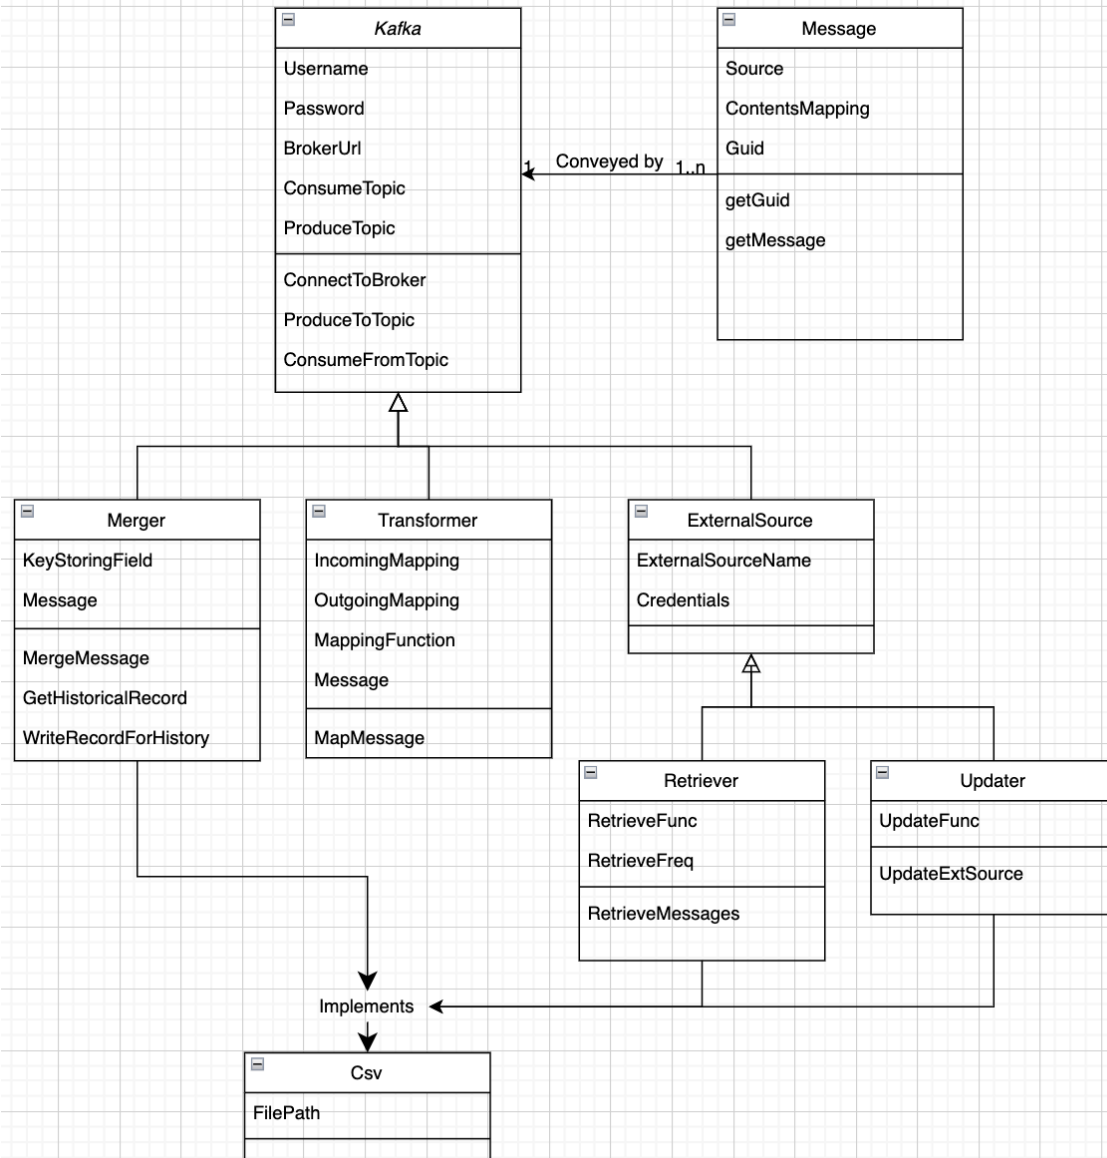 Kafka
Username
Password
BrokerUrl
ConsumeTopic
ProduceTopic
ConnectToBroker
ProduceToTopic
ConsumeFromTopic
1
Conveyed by
1..n
Message
Source
ContentsMapping
Guid
getGuid
getMessage
Merger
KeyStoringField
Message
MergeMessage
GetHistoricalRecord
WriteRecordForHistory
Transformer
IncomingMapping
OutgoingMapping
MappingFunction
Message
MapMessage
ExternalSource
ExternalSourceName
Credentials
Retriever
RetrieveFunc
RetrieveFreq
RetrieveMessages
Updater
UpdateFunc
UpdateExtSource
Implements
Csv
FilePath